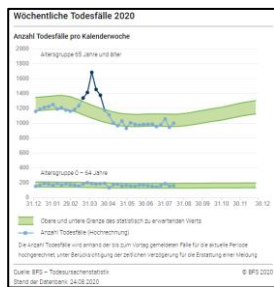 Wöchentliche Todesfälle 2020
Anzahl Todesfälle pro Kalenderwoche
2000
Altersgruppe 65 Jahre und älter
1800
1600
1400
1200
1000
800
600
400
Altersgruppe 0 – 64 Jahre
200
0
31.12 31.01 29.02 31.03 30.04 31.05 30.06 31.07 31.08 30.09 31.10 30.11 30.12
Obere und untere Grenze des statistisch zu erwartenden Werts
Anzahl Todesfälle (Hochrechnung)
Die Anzahl Todesfälle wird anhand der bis zum Vortag gemeldeten Fälle für die aktuelle Periode
hochgerechnet, unter Berücksichtigung der zeitlichen Verzögerung für die Erstattung einer Meldung.
Quelle: BFS – Todesursachenstatistik © BFS 2020
Stand der Datenbank: 24.08.2020